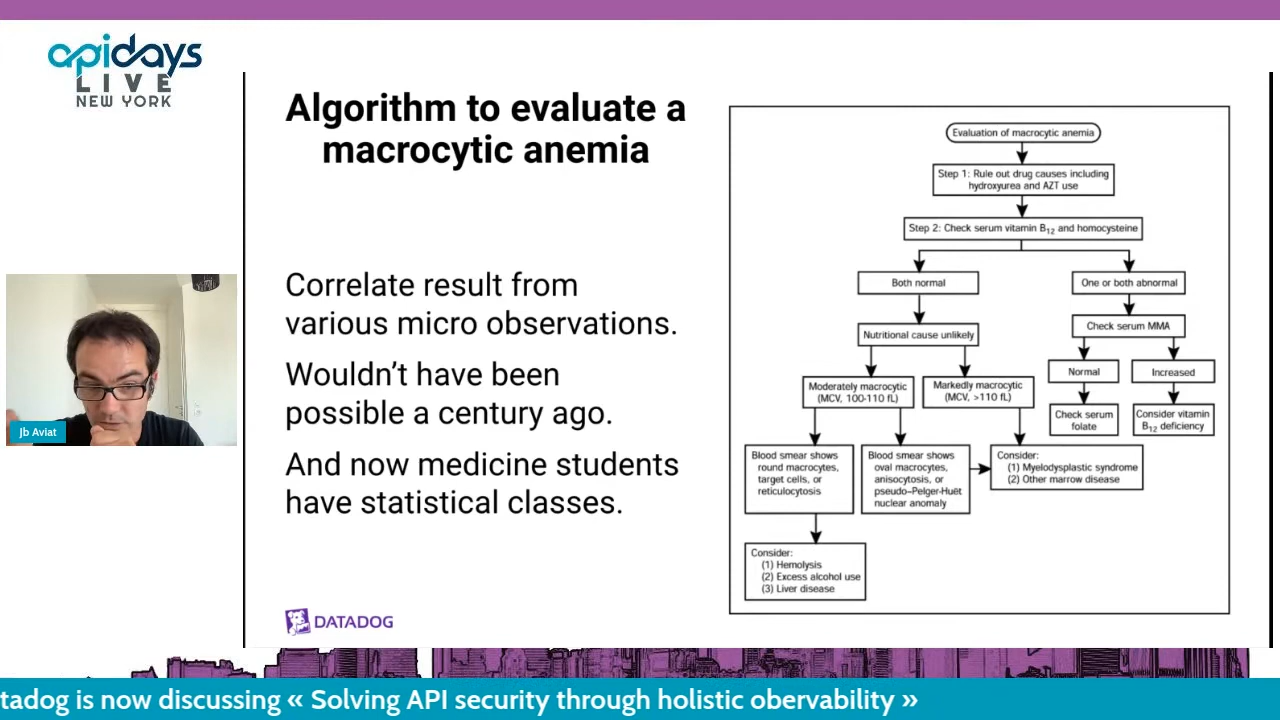 apidays
LIVE
NEW YORK
Algorithm to evaluate a
macrocytic anemia
Correlate result from
various micro observations.
Wouldn't have been
possible a century ago.
And now medicine students
have statistical classes.
DATADOG
Evaluation of macrocytic anemia
Step 1: Rule out drug causes including
hydroxyurea and AZT use
Step 2: Check serum vitamin B12 and homocysteine
Both normal
One or both abnormal
Nutritional cause unlikely
Check serum MMA
Moderately macrocytic
(MCV, 100-110 fL)
Markedly macrocytic
(MCV, >110 fL)
Normal
Increased
Check serum
folate
Consider vitamin
B12 deficiency
Blood smear shows
round macrocytes,
target cells, or
reticulocytosis
Blood smear shows
oval macrocytes,
anisocytosis, or
pseudo–Pelger-Huët
nuclear anomaly
Consider:
(1) Myelodysplastic syndrome
(2) Other marrow disease
Consider:
(1) Hemolysis
(2) Excess alcohol use
(3) Liver disease
Jb Aviat
tadog is now discussing « Solving API security through holistic obervability »